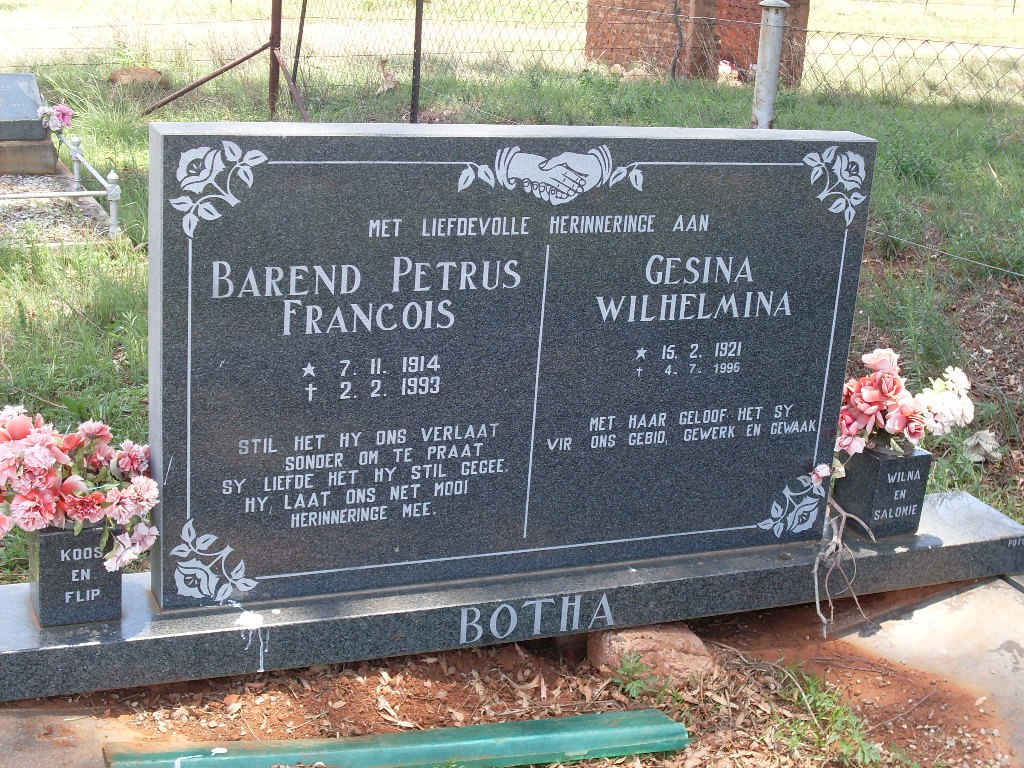 MET LIEFDEVOLLE HERINNERINGE AAN
BAREND PETRUS
FRANCOIS
★ 7. 11. 1914
† 2. 2. 1993
STIL HET HY ONS VERLAAT
SONDER OM TE PRAAT
SY LIEFDE HET HY STIL GEGEE.
HY LAAT ONS NET MOOI
HERINNERINGE MEE.
GESINA
WILHELMINA
★ 15. 2. 1921
† 4. 7. 1996
MET HAAR GELOOF HET SY
VIR ONS GEBID, GEWERK EN GEWAAK
KOOS
EN
FLIP
WILNA
EN
SALOMIE
BOTHA